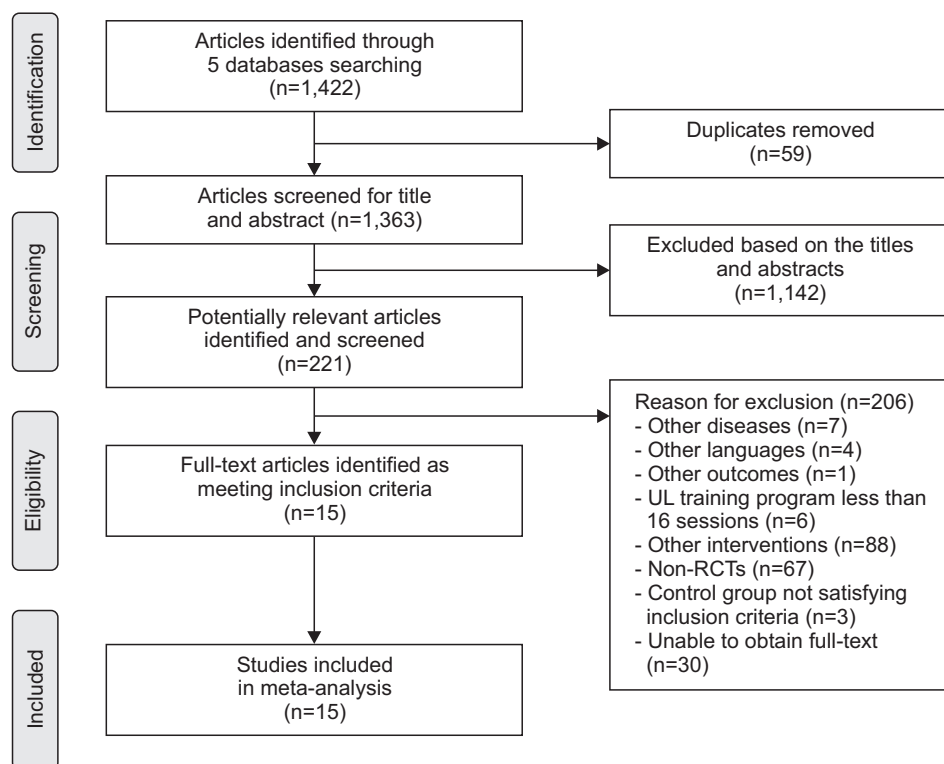 Identification
Articles identified through
5 databases searching
(n=1,422)
Duplicates removed
(n=59)
Articles screened for title
and abstract (n=1,363)
Screening
Excluded based on the titles
and abstracts
(n=1,142)
Potentially relevant articles
identified and screened
(n=221)
Eligibility
Reason for exclusion (n=206)
- Other diseases (n=7)
- Other languages (n=4)
- Other outcomes (n=1)
- UL training program less than
16 sessions (n=6)
- Other interventions (n=88)
- Non-RCTs (n=67)
- Control group not satisfying
inclusion criteria (n=3)
- Unable to obtain full-text
(n=30)
Full-text articles identified as
meeting inclusion criteria
(n=15)
Included
Studies included
in meta-analysis
(n=15)